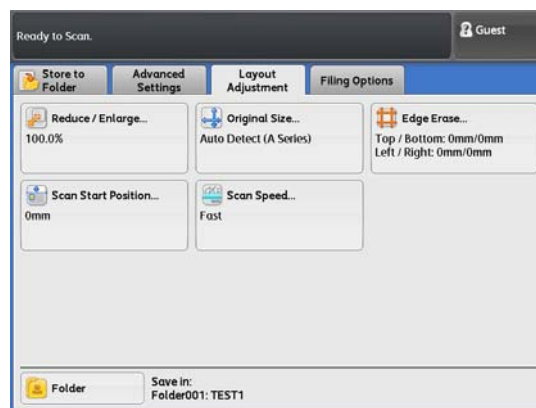 Ready to Scan.
Guest
Store to
Folder
Advanced
Settings
Layout
Adjustment
Filing Options
Reduce / Enlarge...
100.0%
Original Size...
Auto Detect (A Series)
Edge Erase...
Top / Bottom: 0mm/0mm
Left / Right: 0mm/0mm
Scan Start Position...
0mm
Scan Speed...
Fast
Folder
Save in:
Folder001: TEST1